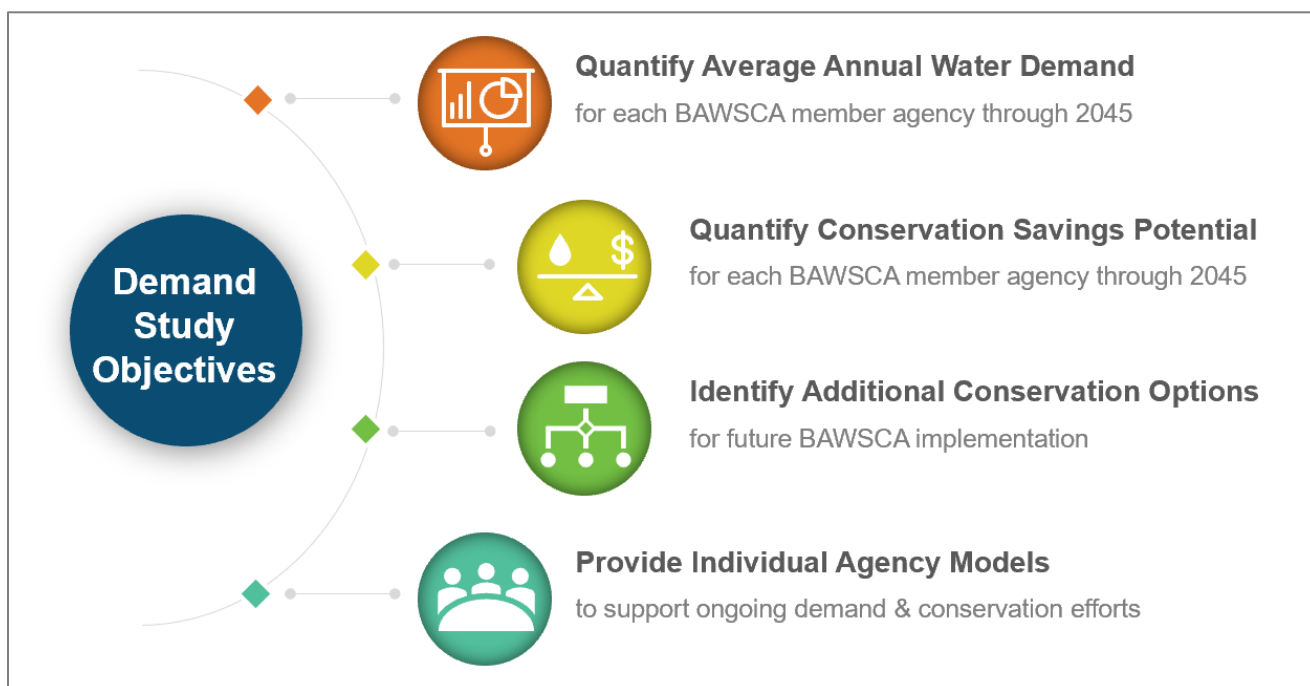 Demand
Study
Objectives
Quantify Average Annual Water Demand
for each BAWSCA member agency through 2045
$
Quantify Conservation Savings Potential
for each BAWSCA member agency through 2045
Identify Additional Conservation Options
for future BAWSCA implementation
Provide Individual Agency Models
to support ongoing demand & conservation efforts